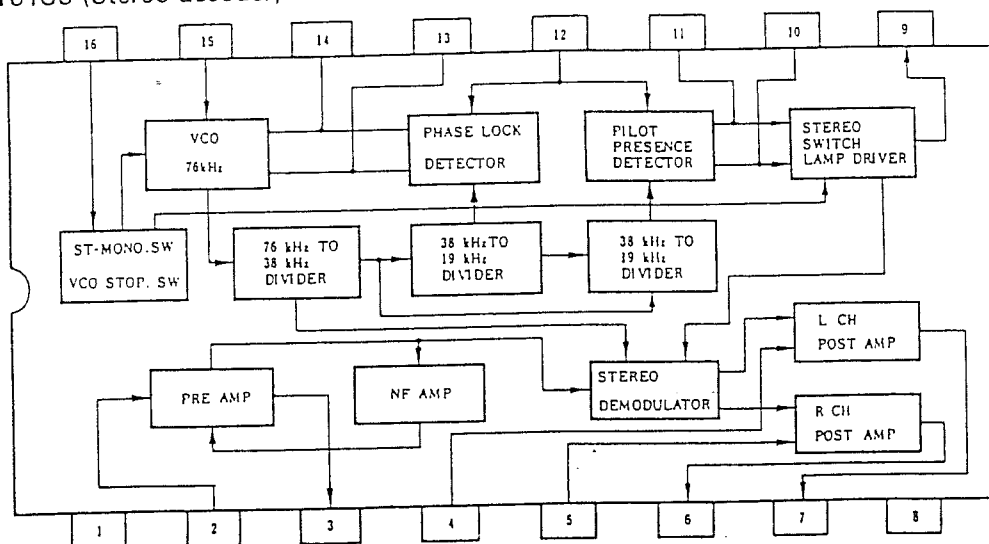 (Stereo decoder)
16
15
14
13
12
11
10
9
VCO
76kHz
PHASE LOCK
DETECTOR
PILOT
PRESENCE
DETECTOR
STEREO
SWITCH
LAMP DRIVER
ST-MONO.SW
VCO STOP. SW
76 kHz TO
38 kHz
DIVIDER
38 kHz TO
19 kHz
DIVIDER
38 kHz TO
19 kHz
DIVIDER
L CH
POST AMP
PRE AMP
NF AMP
STEREO
DEMODULATOR
R CH
POST AMP
1
2
3
4
5
6
7
8